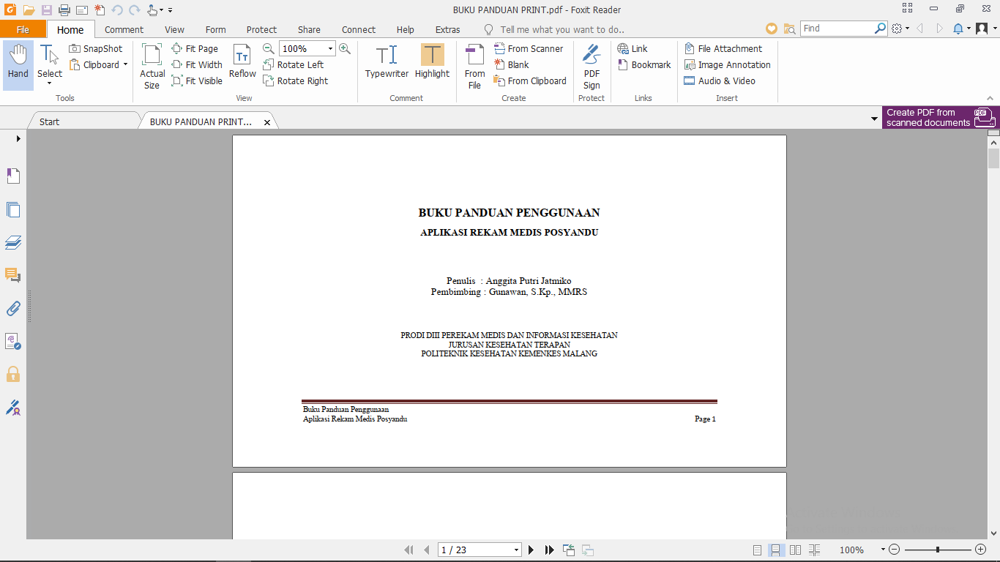 BUKU PANDUAN PRINT.pdf - Foxit Reader
File Home Comment View Form Protect Share Connect Help Extras Tell me what you want to do.. Find
Hand
Select
SnapShot
Clipboard
Tools
Actual
Size
Fit Page
Fit Width
Fit Visible
Reflow
100%
Rotate Left
Rotate Right
View
Typewriter
Highlight
Comment
From
File
From Scanner
Blank
From Clipboard
Create
PDF
Sign
Protect
Link
Bookmark
Links
File Attachment
Image Annotation
Audio & Video
Insert
Start
BUKU PANDUAN PRINT...
Create PDF from
scanned documents
PDF
BUKU PANDUAN PENGGUNAAN
APLIKASI REKAM MEDIS POSYANDU
Penulis : Anggita Putri Jatmiko
Pembimbing : Gunawan, S.Kp., MMRS
PRODI DIII PEREKAM MEDIS DAN INFORMASI KESEHATAN
JURUSAN KESEHATAN TERAPAN
POLITEKNIK KESEHATAN KEMENKES MALANG
Buku Panduan Penggunaan
Aplikasi Rekam Medis Posyandu Page 1
1 / 23
100%